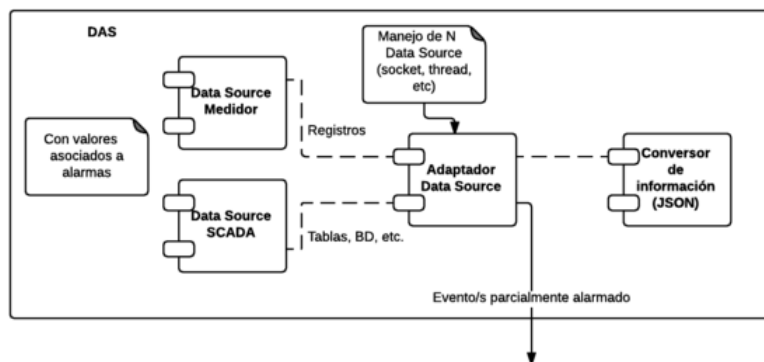 DAS
Manejo de N
Data Source
(socket, thread,
etc)
Data Source
Medidor
Con valores
asociados a
alarmas
Registros
Adaptador
Data Source
Conversor
de
información
(JSON)
Data Source
SCADA
Tablas, BD, etc.
Evento/s parcialmente alarmado